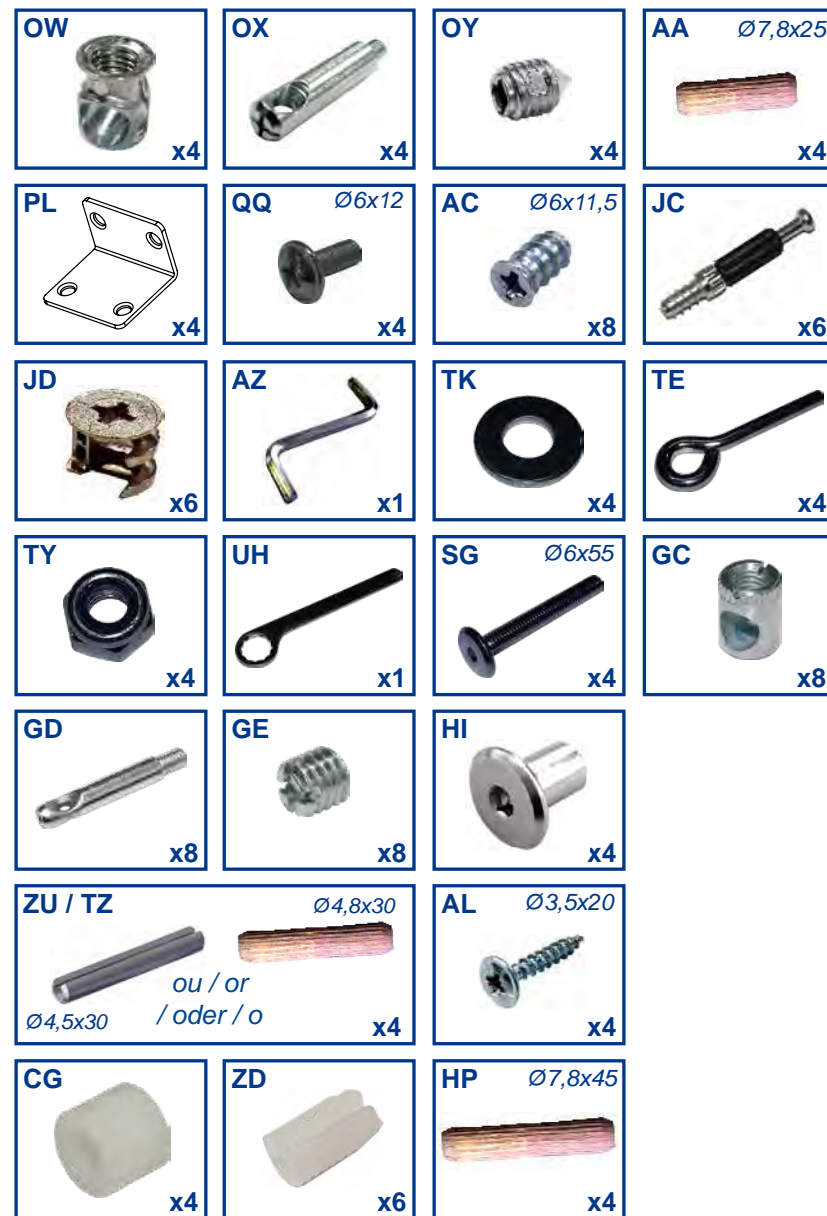 OW
x4
OX
x4
OY
x4
AA Ø7,8x25
x4
PL
x4
QQ Ø6x12
x4
AC Ø6x11,5
x8
JC
x6
JD
x6
AZ
x1
TK
x4
TE
x4
TY
x4
UH
x1
SG Ø6x55
x4
GC
x8
GD
x8
GE
x8
HI
x4
ZU / TZ Ø4,8x30
Ø4,5x30
ou / or
/ oder / o
x4
AL Ø3,5x20
x4
CG
x4
ZD
x6
HP Ø7,8x45
x4